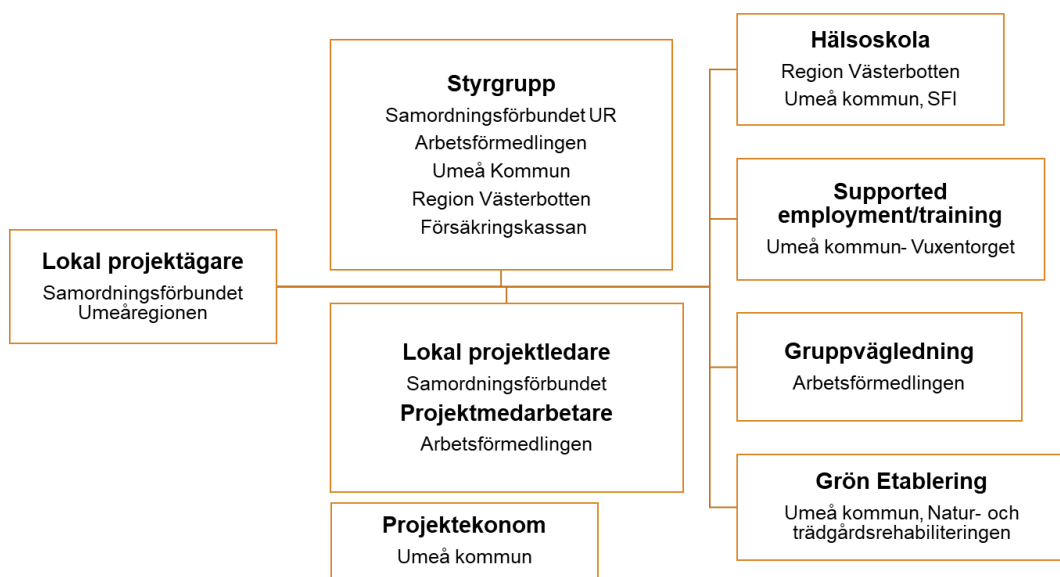 Lokal projektägare
Samordningsförbundet
Umeåregionen
Styrgrupp
Samordningsförbundet UR
Arbetsförmedlingen
Umeå Kommun
Region Västerbotten
Försäkringskassan
Lokal projektledare
Samordningsförbundet
Projektmedarbetare
Arbetsförmedlingen
Projektekonom
Umeå kommun
Hälsoskola
Region Västerbotten
Umeå kommun, SFI
Supported
employment/training
Umeå kommun- Vuxentorget
Gruppvägledning
Arbetsförmedlingen
Grön Etablering
Umeå kommun, Natur- och
trädgårdsrehabiliteringen